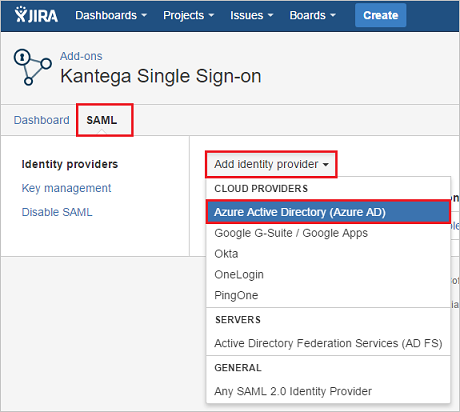 JIRA Dashboards Projects Issues Boards Create
Add-ons
Kantega Single Sign-on
Dashboard SAML
Identity providers
Key management
Disable SAML
Add identity provider
CLOUD PROVIDERS
Azure Active Directory (Azure AD)
Google G-Suite / Google Apps
Okta
OneLogin
PingOne
SERVERS
Active Directory Federation Services (AD FS)
GENERAL
Any SAML 2.0 Identity Provider